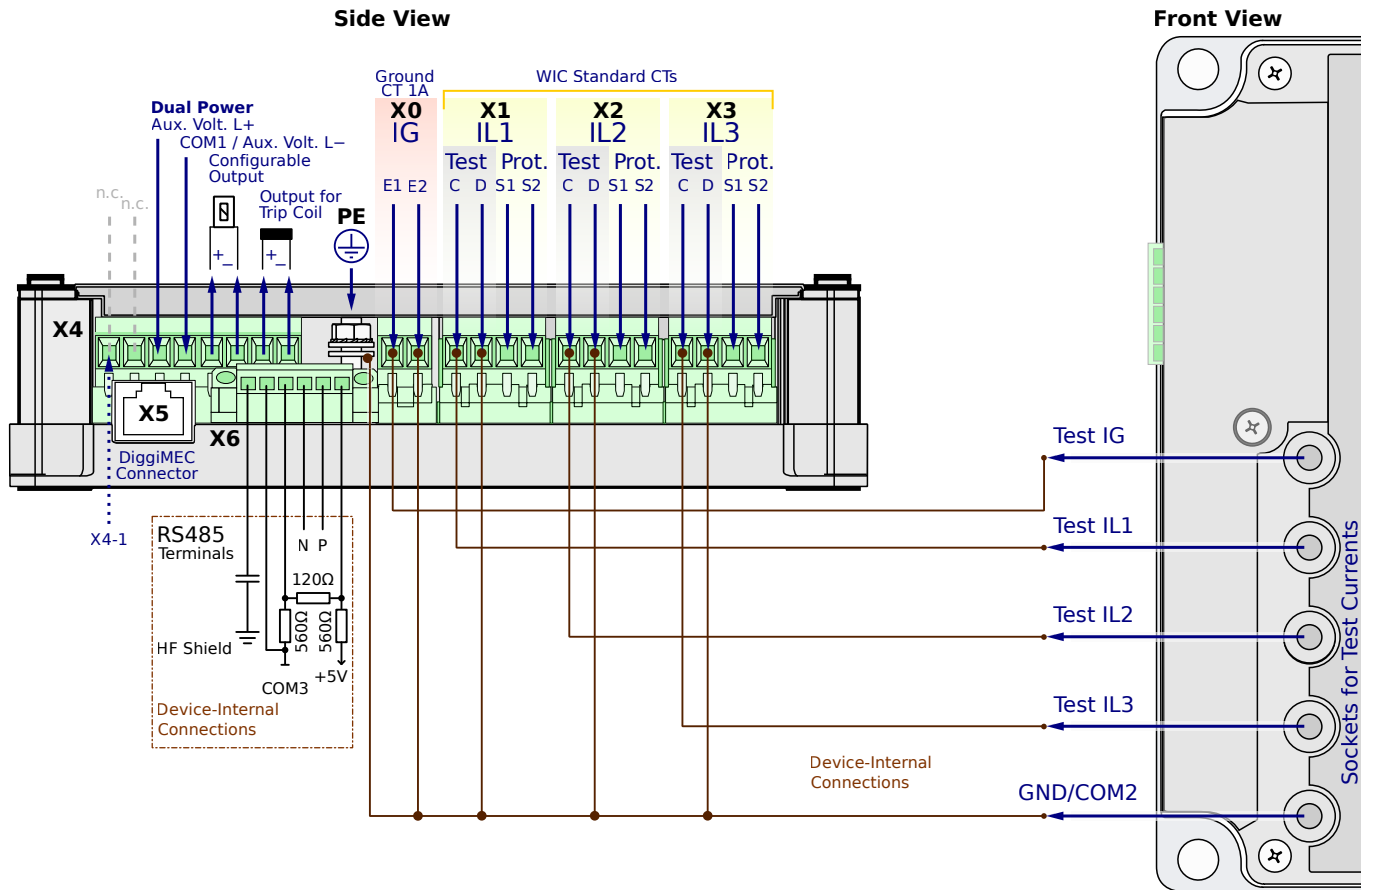 Side View
Front View
Ground
CT 1A
WIC Standard CTs
X0
IG
X1
IL1
X2
IL2
X3
IL3
Test Prot.
Test Prot.
Test Prot.
E1 E2
C D S1 S2
C D S1 S2
C D S1 S2
Dual Power
Aux. Volt. L+
COM1 / Aux. Volt. L−
Configurable
Output
n.c.
n.c.
Output for
Trip Coil
PE
+ −
+ −
X4
X5
X6
DiggiMEC
Connector
X4-1
RS485
Terminals
N P
120Ω
560Ω
560Ω
HF Shield
COM3
+5V
Device-Internal
Connections
Test IG
Test IL1
Test IL2
Test IL3
GND/COM2
Device-Internal
Connections
Sockets for Test Currents